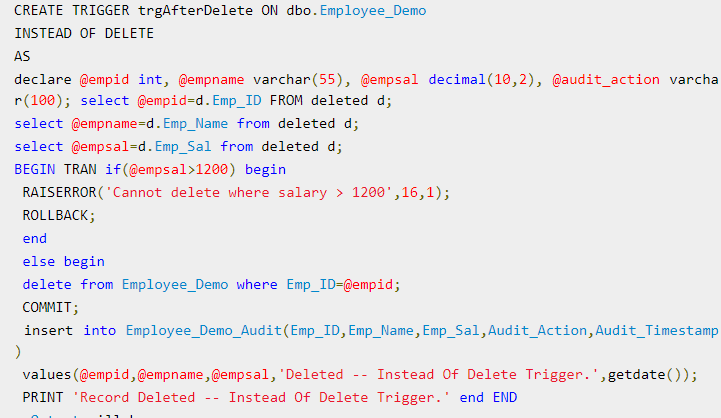 CREATE TRIGGER trgAfterDelete ON dbo.Employee_Demo
INSTEAD OF DELETE
AS
declare @empid int, @empname varchar(55), @empsal decimal(10,2), @audit_action varcha
r(100); select @empid=d.Emp_ID FROM deleted d;
select @empname=d.Emp_Name from deleted d;
select @empsal=d.Emp_Sal from deleted d;
BEGIN TRAN if(@empsal>1200) begin
RAISERROR('Cannot delete where salary > 1200',16,1);
ROLLBACK;
end
else begin
delete from Employee_Demo where Emp_ID=@empid;
COMMIT;
insert into Employee_Demo_Audit(Emp_ID,Emp_Name,Emp_Sal,Audit_Action,Audit_Timestamp
)
values(@empid,@empname,@empsal,'Deleted -- Instead Of Delete Trigger.',getdate());
PRINT 'Record Deleted -- Instead Of Delete Trigger.' end END